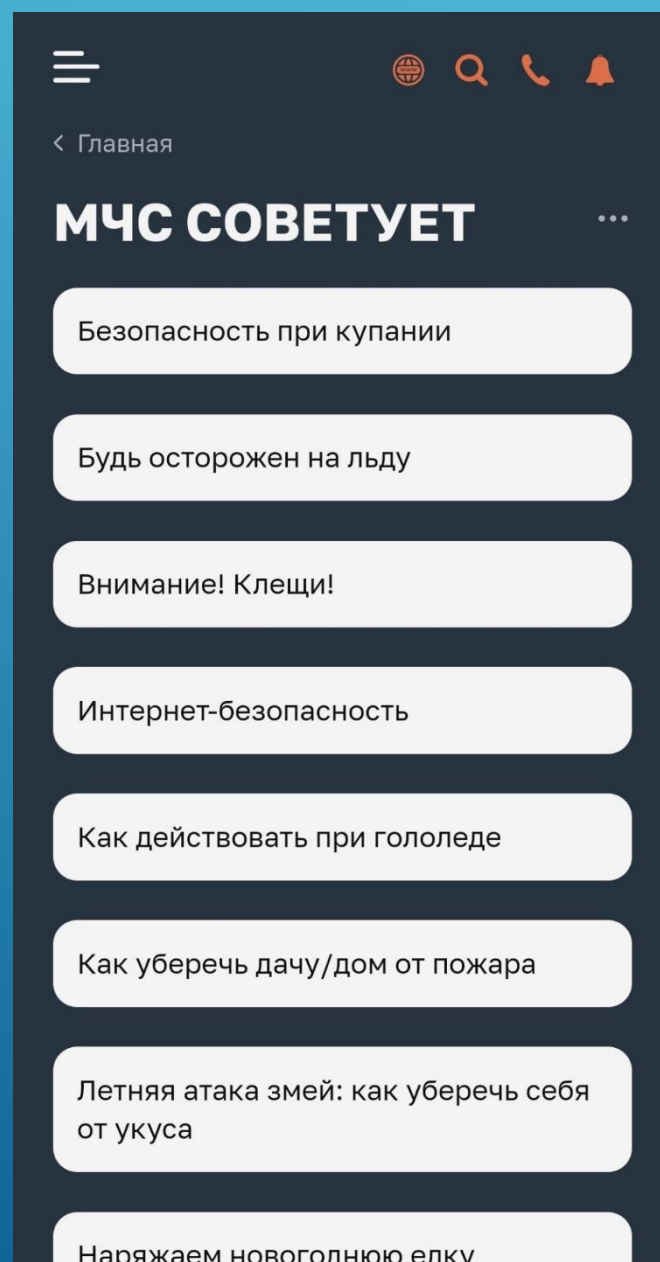 Главная
МЧС СОВЕТУЕТ
Безопасность при купании
Будь осторожен на льду
Внимание! Клещи!
Интернет-безопасность
Как действовать при гололеде
Как уберечь дачу/дом от пожара
Летняя атака змей: как уберечь себя
от укуса
Наряжаем новогоднюю елку